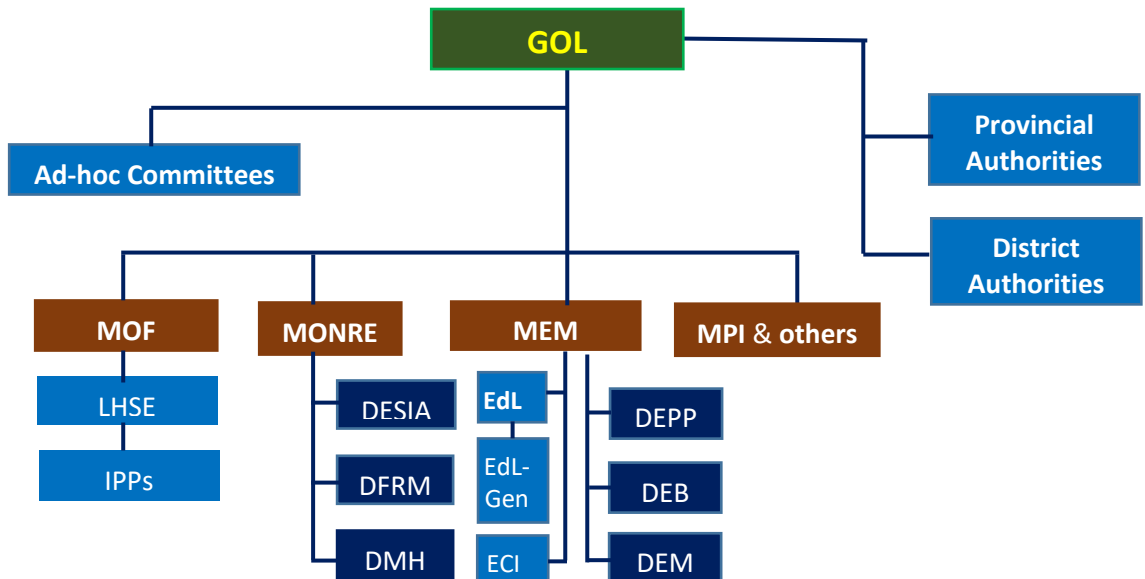 GOL
Ad-hoc Committees
Provincial
Authorities
District
Authorities
MOF
MONRE
MEM
MPI & others
LHSE
IPPs
DESIA
DFRM
DMH
EdL
EdL-
Gen
ECI
DEPP
DEB
DEM